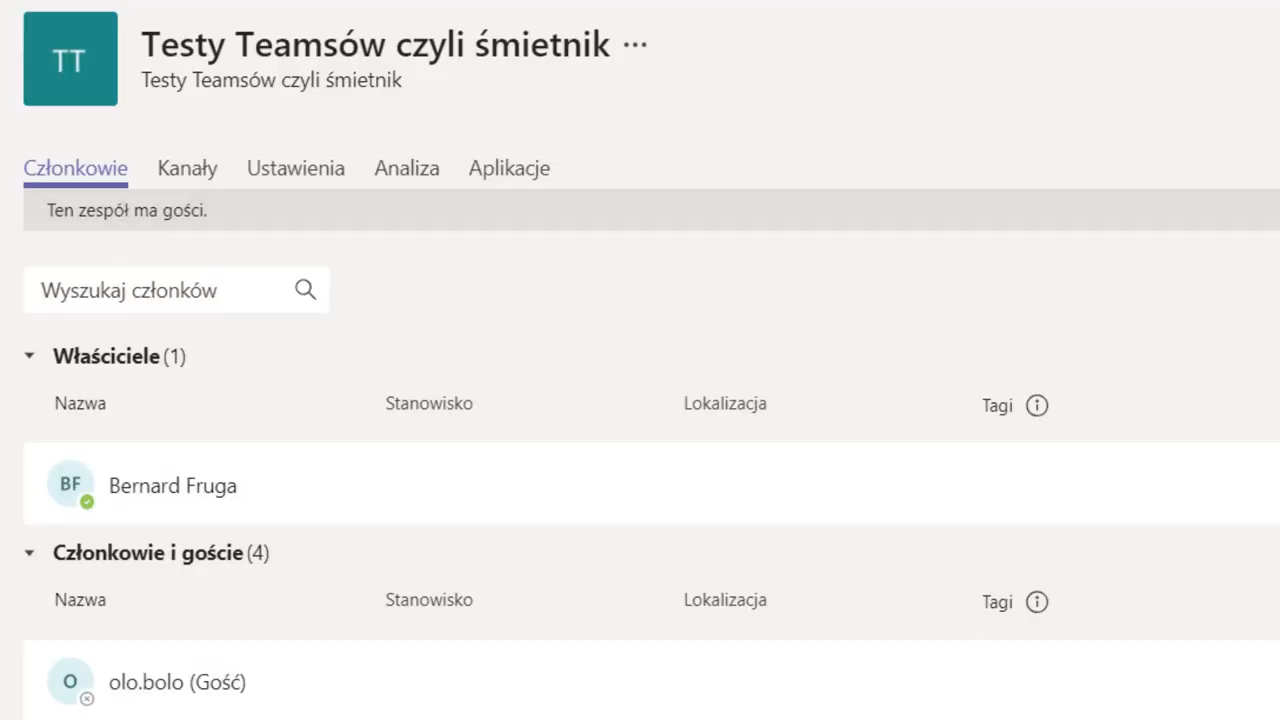 TT
Testy Teamsów czyli śmietnik ...
Testy Teamsów czyli śmietnik
Członkowie Kanały Ustawienia Analiza Aplikacje
Ten zespół ma gości.
Wyszukaj członków
Właściciele (1)
Nazwa Stanowisko Lokalizacja Tagi
BF Bernard Fruga
Członkowie i goście (4)
Nazwa Stanowisko Lokalizacja Tagi
O olo.bolo (Gość)